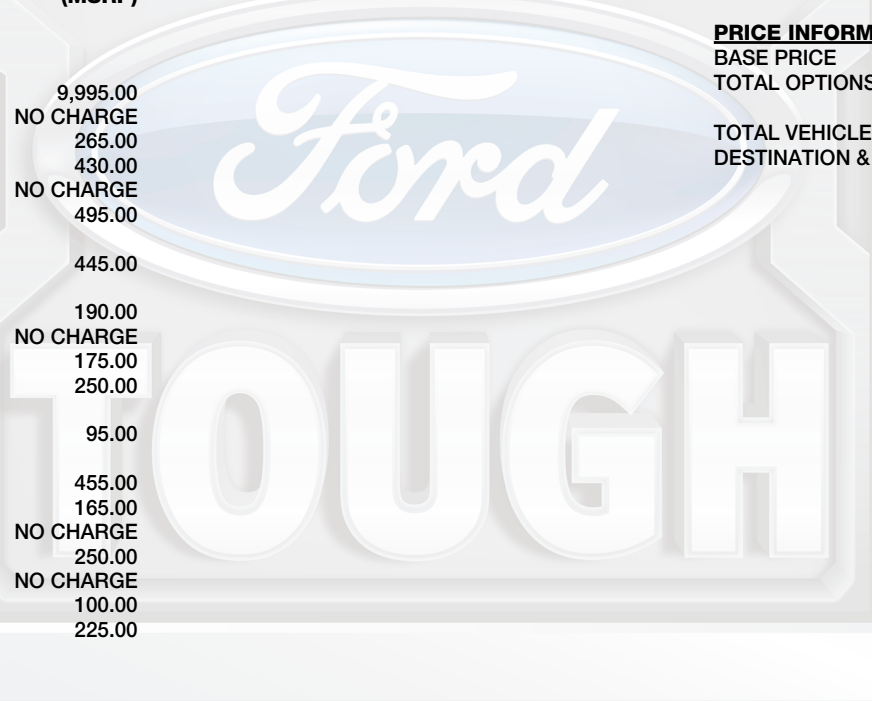 (MSRP)
9,995.00
NO CHARGE
265.00
430.00
NO CHARGE
495.00
445.00
190.00
NO CHARGE
175.00
250.00
95.00
455.00
165.00
NO CHARGE
250.00
NO CHARGE
100.00
225.00
PRICE INFORM
BASE PRICE
TOTAL OPTIONS
TOTAL VEHICLE
DESTINATION &
Ford
TOUGH